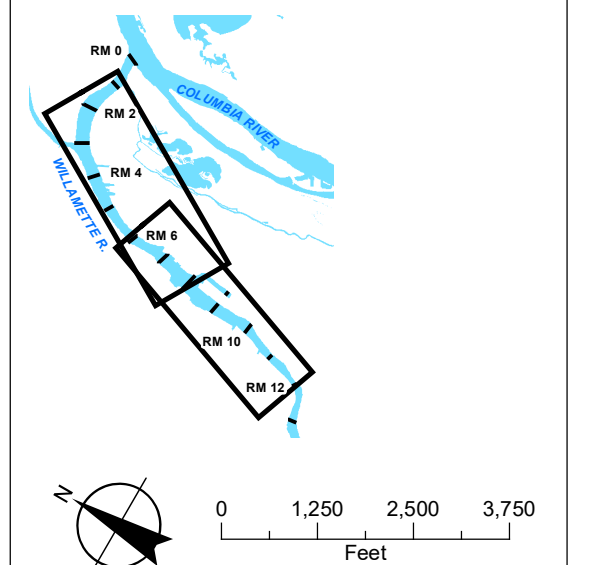 RM 0
COLUMBIA RIVER
RM 2
RM 4
WILLAMETTE R.
RM 6
RM 10
RM 12
N
0 1,250 2,500 3,750
Feet